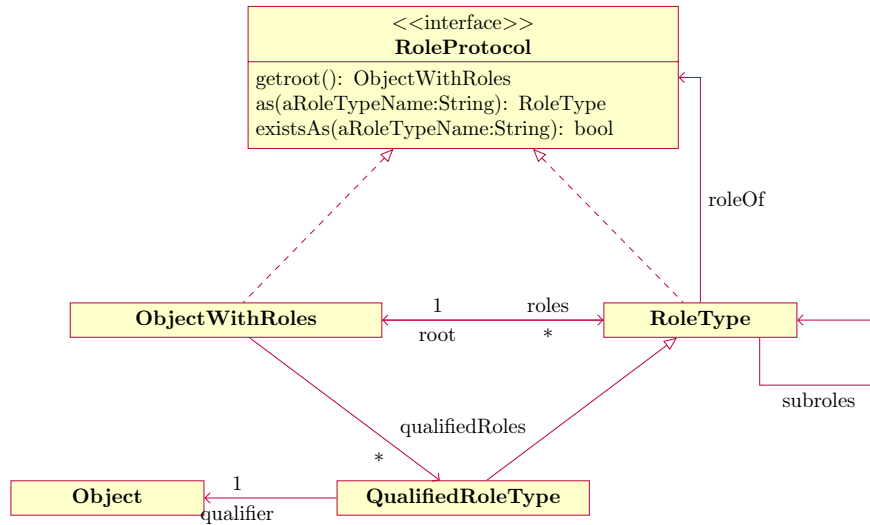 <<interface>>
RoleProtocol
getroot(): ObjectWithRoles
as(aRoleTypeName:String): RoleType
existsAs(aRoleTypeName:String): bool
roleOf
1
roles
ObjectWithRoles
RoleType
root
*
subroles
qualifiedRoles
*
1
Object
QualifiedRoleType
qualifier